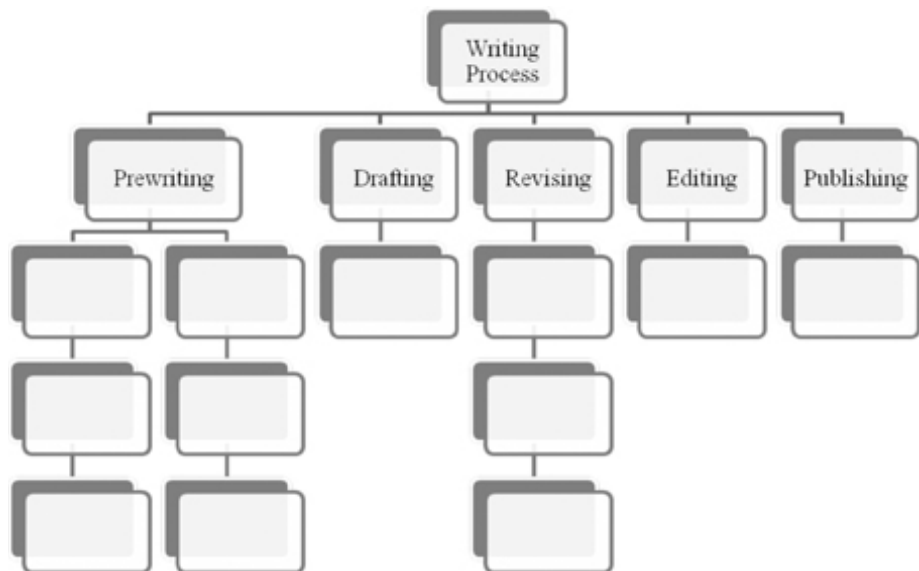 Writing
Process
Prewriting
Drafting
Revising
Editing
Publishing